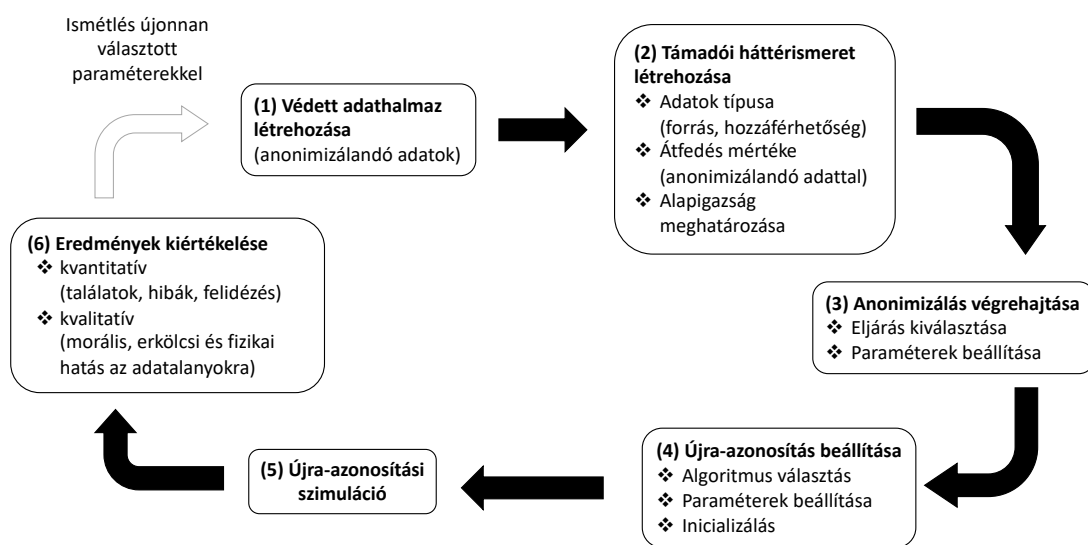 Ismétlés újonnan
választott
paraméterekkel
(1) Védett adathalmaz
létrehozása
(anonimizálandó adatok)
(2) Támadói háttérismeret
létrehozása
❖ Adatok típusa
(forrás, hozzáférhetőség)
❖ Átfedés mértéke
(anonimizálandó adattal)
❖ Alapigazság
meghatározása
(3) Anonimizálás végrehajtása
❖ Eljárás kiválasztása
❖ Paraméterek beállítása
(4) Újra-azonosítás beállítása
❖ Algoritmus választás
❖ Paraméterek beállítása
❖ Inicializálás
(5) Újra-azonosítási
szimuláció
(6) Eredmények kiértékelése
❖ kvantitatív
(találatok, hibák, felidézés)
❖ kvalitatív
(morális, erkölcsi és fizikai
hatás az adatalanyokra)